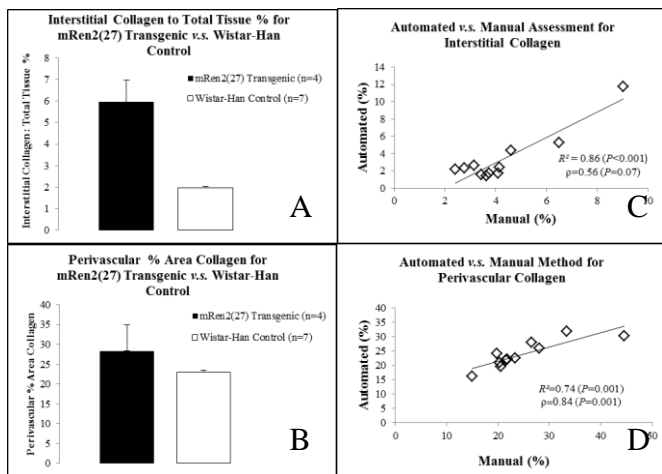 Interstitial Collagen to Total Tissue % for
mRen2(27) Transgenic v.s. Wistar-Han
Control
Interstitial Collagen: Total Tissue %
8
7
6
5
4
3
2
1
0
mRen2(27) Transgenic (n=4)
Wistar-Han Control (n=7)
A
Perivascular % Area Collagen for
mRen2(27) Transgenic v.s. Wistar-Han
Control
Perivascular % Area Collagen
40
35
30
25
20
15
10
5
0
mRen2(27) Transgenic (n=4)
Wistar-Han Control (n=7)
B
Automated v.s. Manual Assessment for
Interstitial Collagen
Automated (%)
14
12
10
8
6
4
2
0
R² = 0.86 (P<0.001)
ρ=0.56 (P=0.07)
0 2 4 6 8 10
Manual (%)
C
Automated v.s. Manual Method for
Perivascular Collagen
Automated (%)
40
35
30
25
20
15
10
5
0
R²=0.74 (P=0.001)
ρ=0.84 (P=0.001)
0 10 20 30 40 50
Manual (%)
D